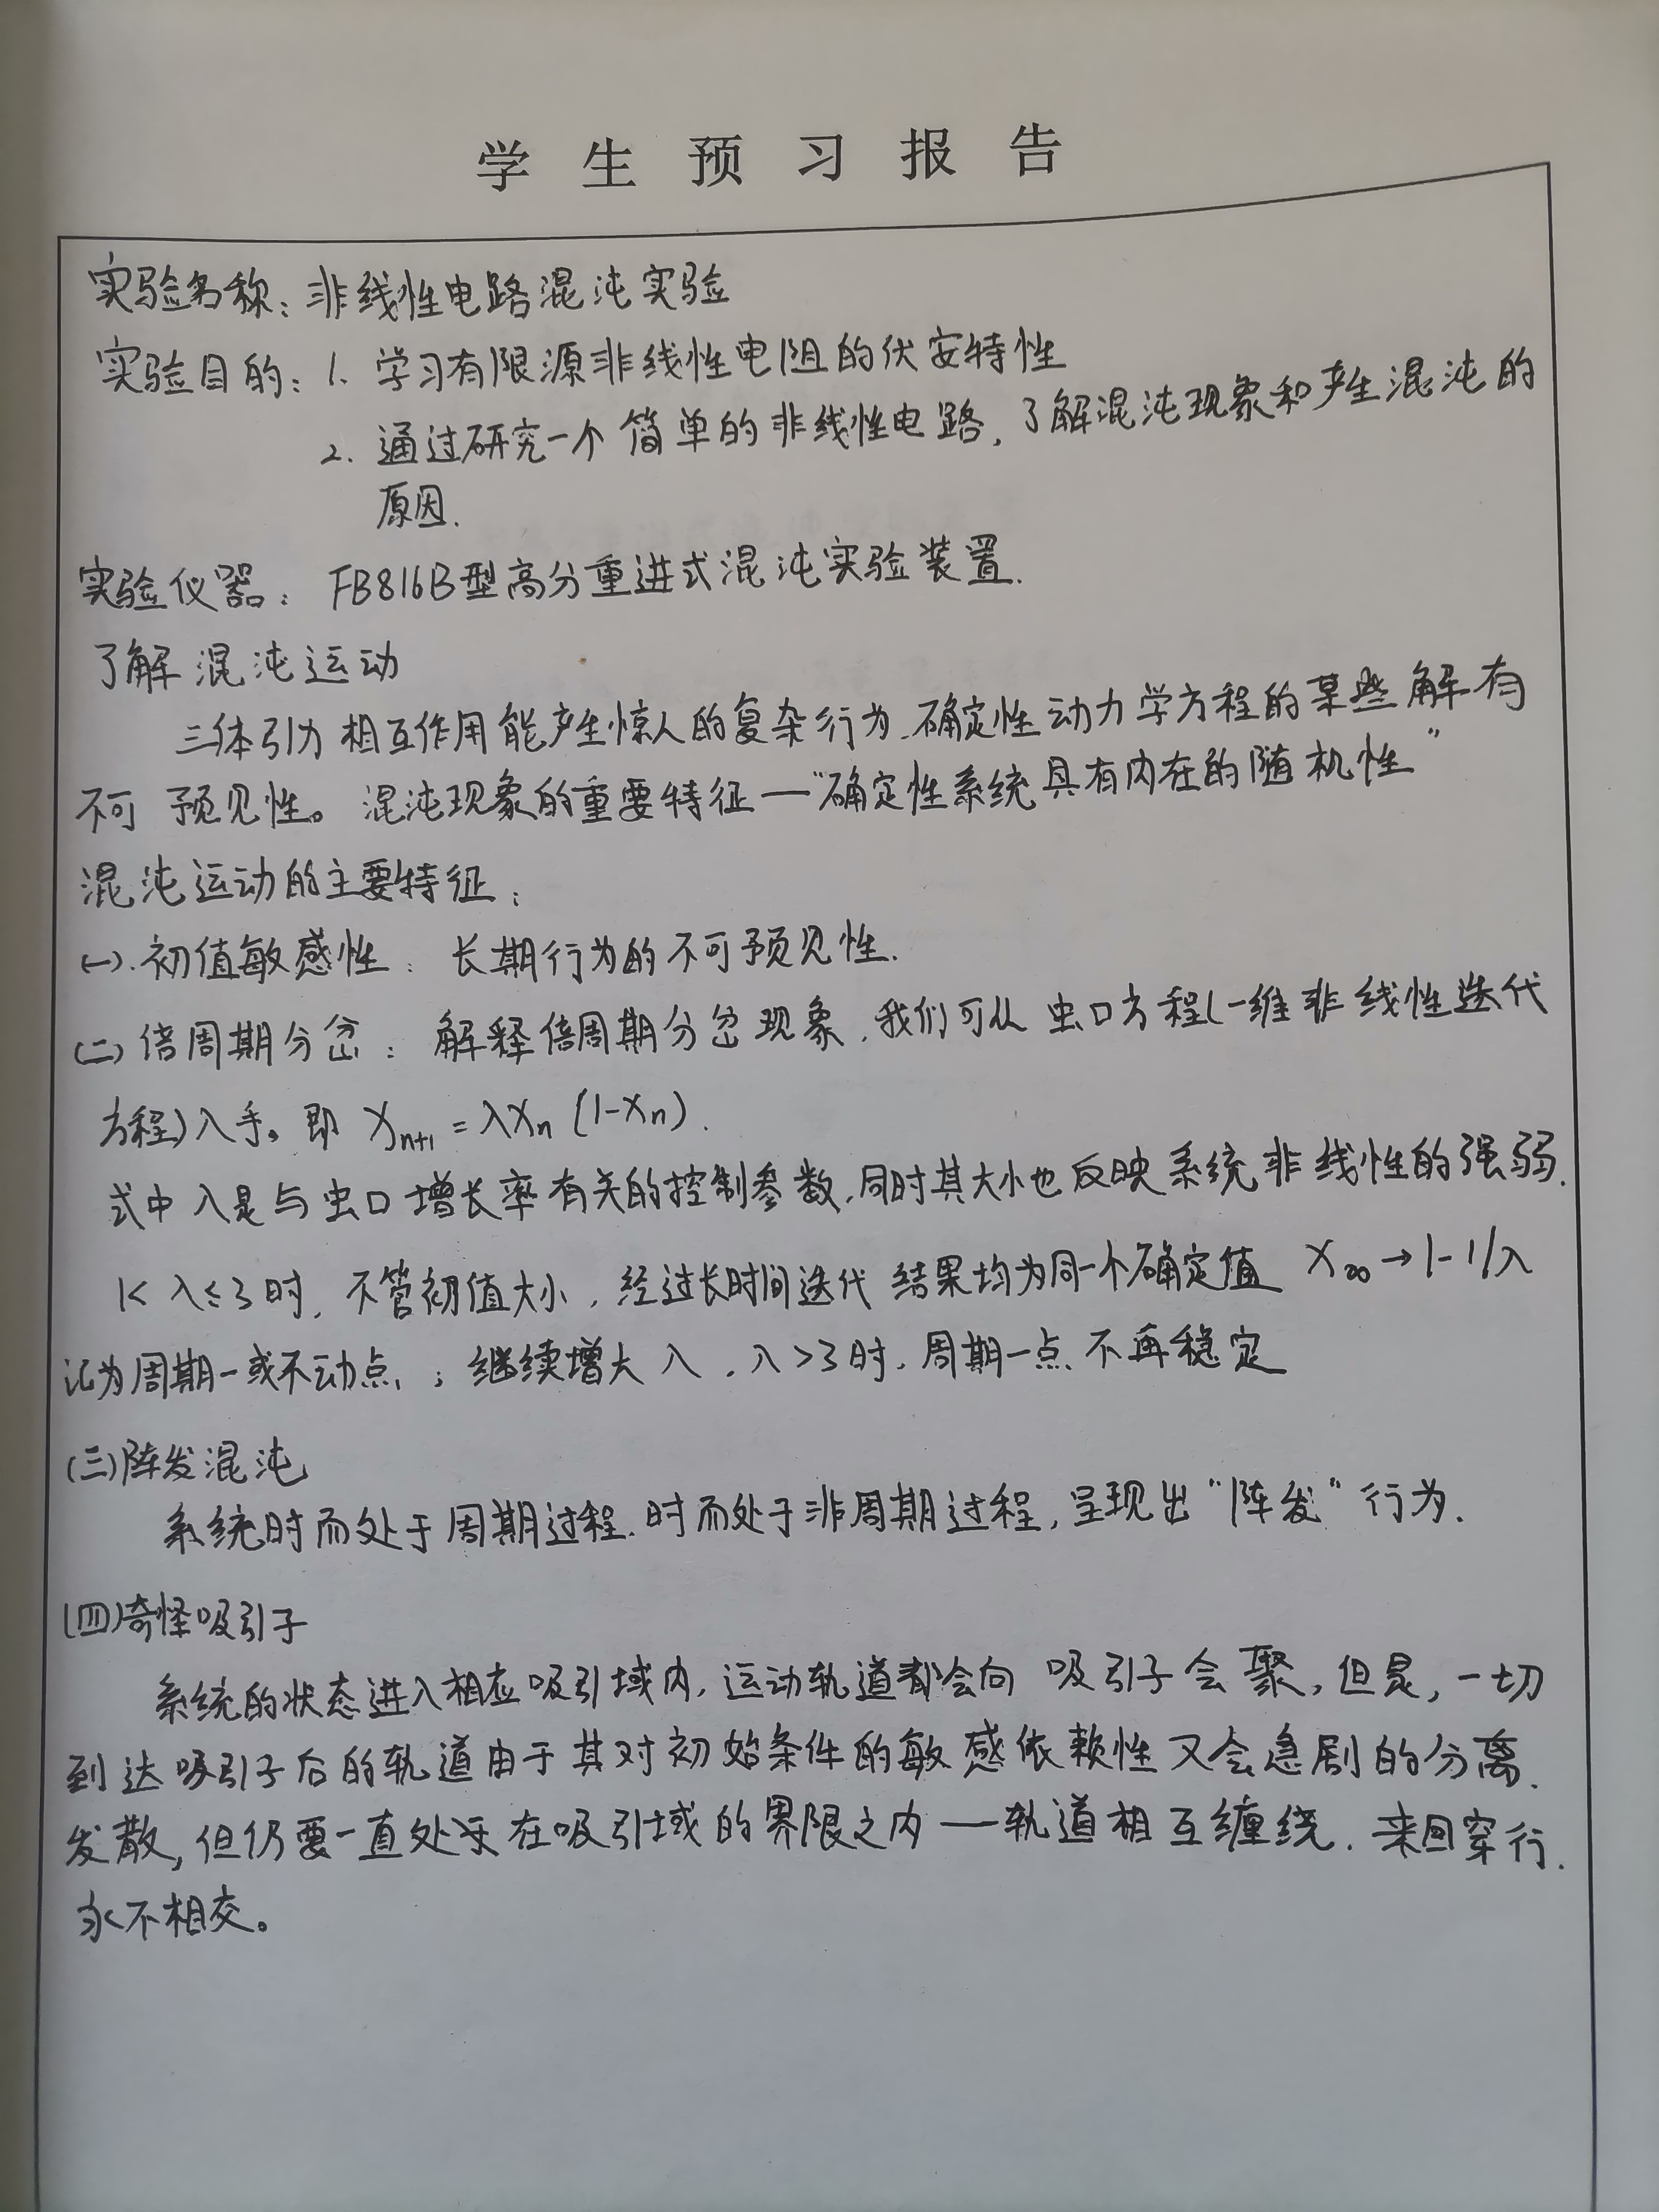 学生预习报告
实验名称：非线性电路混沌实验
实验目的：1. 学习有限源非线性电阻的伏安特性
2. 通过研究一个简单的非线性电路，了解混沌现象和产生混沌的
原因.
实验仪器：FB816B型高分重进式混沌实验装置.
了解混沌运动
三体引力相互作用能产生惊人的复杂行为.确定性动力学方程的某些解有
不可预见性。混沌现象的重要特征—“确定性系统具有内在的随机性”
混沌运动的主要特征：
(一).初值敏感性：长期行为的不可预见性.
(二)倍周期分岔：解释倍周期分岔现象，我们可从虫口方程(一维非线性迭代
方程)入手。即 Xn+1 = λXn (1-Xn).
式中λ是与虫口增长率有关的控制参数,同时其大小也反映系统非线性的强弱.
1<λ≤3时，不管初值大小，经过长时间迭代结果均为同一个确定值 X∞→1-1/λ
记为周期一或不动点，；继续增大λ，λ>3时，周期一点不再稳定
(三)阵发混沌
系统时而处于周期过程.时而处于非周期过程，呈现出“阵发”行为.
(四)奇怪吸引子
系统的状态进入相应吸引域内，运动轨道都会向吸引子会聚，但是，一切
到达吸引子后的轨道由于其对初始条件的敏感依赖性又会急剧的分离.
发散，但仍要一直处在吸引域的界限之内—轨道相互缠绕.来回穿行.
永不相交。